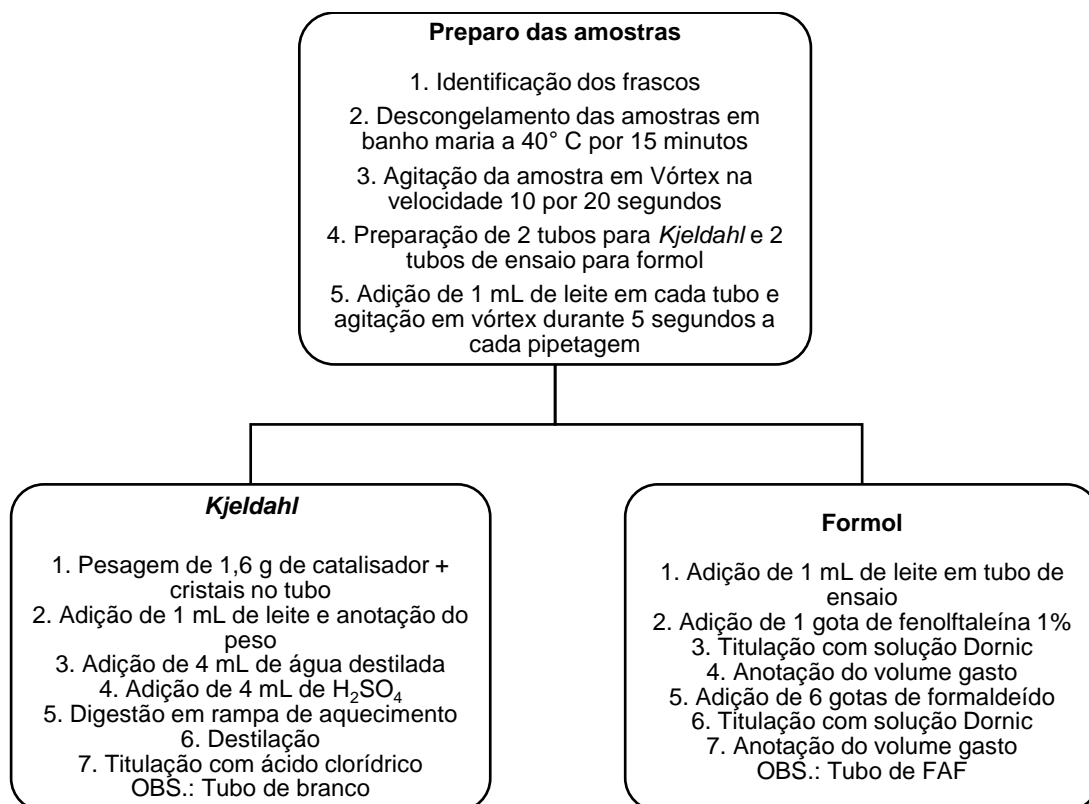 Preparo das amostras
1. Identificação dos frascos
2. Descongelamento das amostras em
banho maria a 40° C por 15 minutos
3. Agitação da amostra em Vórtex na
velocidade 10 por 20 segundos
4. Preparação de 2 tubos para Kjeldahl e 2
tubos de ensaio para formol
5. Adição de 1 mL de leite em cada tubo e
agitação em vórtex durante 5 segundos a
cada pipetagem
Kjeldahl
1. Pesagem de 1,6 g de catalisador +
cristais no tubo
2. Adição de 1 mL de leite e anotação do
peso
3. Adição de 4 mL de água destilada
4. Adição de 4 mL de H₂SO₄
5. Digestão em rampa de aquecimento
6. Destilação
7. Titulação com ácido clorídrico
OBS.: Tubo de branco
Formol
1. Adição de 1 mL de leite em tubo de
ensaio
2. Adição de 1 gota de fenolftaleína 1%
3. Titulação com solução Dornic
4. Anotação do volume gasto
5. Adição de 6 gotas de formaldeído
6. Titulação com solução Dornic
7. Anotação do volume gasto
OBS.: Tubo de FAF